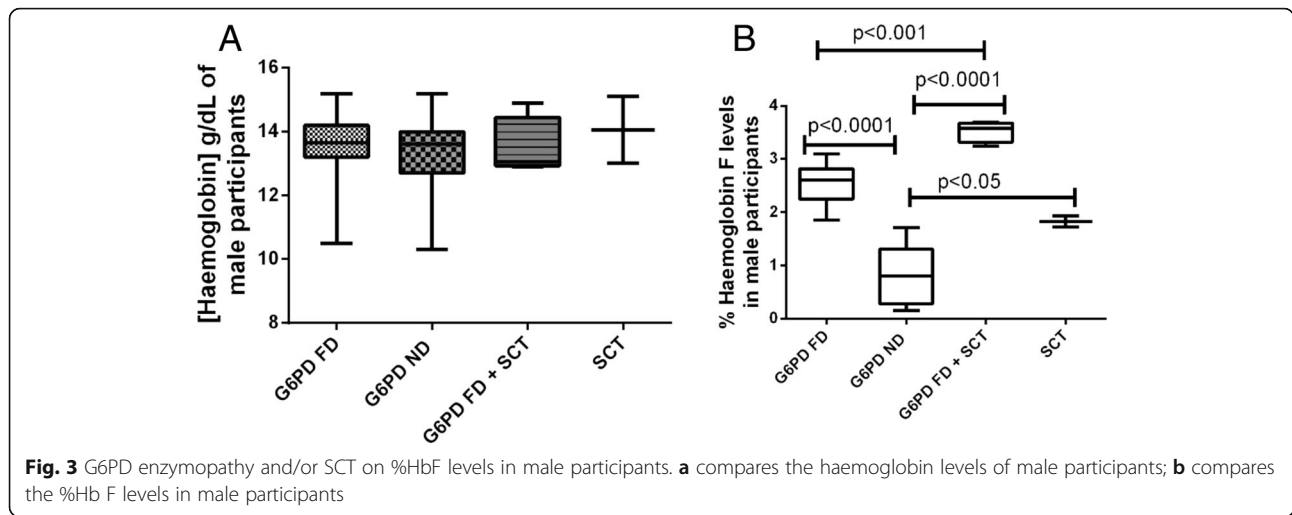 A
[Haemoglobin] g/dL of
male participants
16
14
12
10
8
G6PD FD
G6PD ND
G6PD FD + SCT
SCT
B
p<0.001
p<0.0001
p<0.0001
p<0.05
% Haemoglobin F levels
in male participants
4
3
2
1
0
G6PD FD
G6PD ND
G6PD FD + SCT
SCT
Fig. 3 G6PD enzymopathy and/or SCT on %HbF levels in male participants. a compares the haemoglobin levels of male participants; b compares
the %Hb F levels in male participants